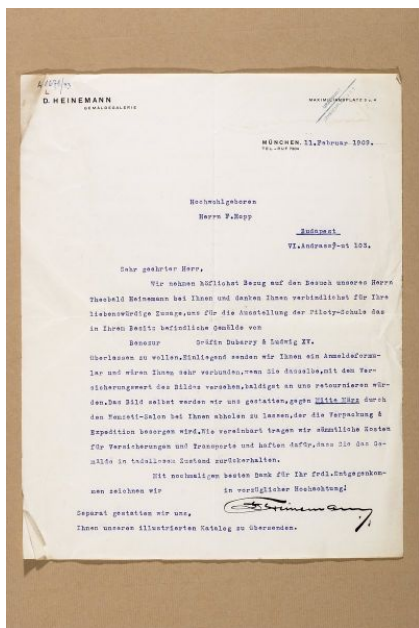 D. HEINEMANN
GEMÄLDEGALERIE
MAXIMILIANSPLATZ 3 L. 4
MÜNCHEN, 11.Februar 1909.
Hochwohlgeboren
Herrn F.Hopp
Budapest
VI.Andrassy-ut 103.
Sehr geehrter Herr,
Wir nehmen höflichst Bezug auf den Besuch unseres Herrn
Theobald Heinemann bei Ihnen und danken Ihnen verbindlichst für Ihre
liebenswürdige Zusage,uns für die Ausstellung der Piloty-Schule das
in Ihrem Besitz befindliche Gemälde von
Benczur Gräfin Dubarry & Ludwig XV.
überlassen zu wollen.Einliegend senden wir Ihnen ein Anmeldeformu-
lar und wären Ihnen sehr verbunden,wenn Sie dasselbe,mit dem Ver-
sicherungswert des Bildes versehen,baldigst an uns retournieren wür-
den.Das Bild selbst werden wir uns gestatten,gegen Mitte März durch
den Nemzeti-Salon bei Ihnen abholen zu lassen,der die Verpackung &
Expedition besorgen wird.Wie vereinbart tragen wir sämmtliche Kosten
für Versicherungen und Transporte und haften dafür,dass Sie das Ge-
mälde in tadellosem Zustand zurückerhalten.
Mit nochmaligem besten Dank für Ihr frdl.Entgegenkom-
men zeichnen wir in vorzüglicher Hochachtung!
D. Heinemann
Separat gestatten wir uns,
Ihnen unseren illustrierten Katalog zu übersenden.